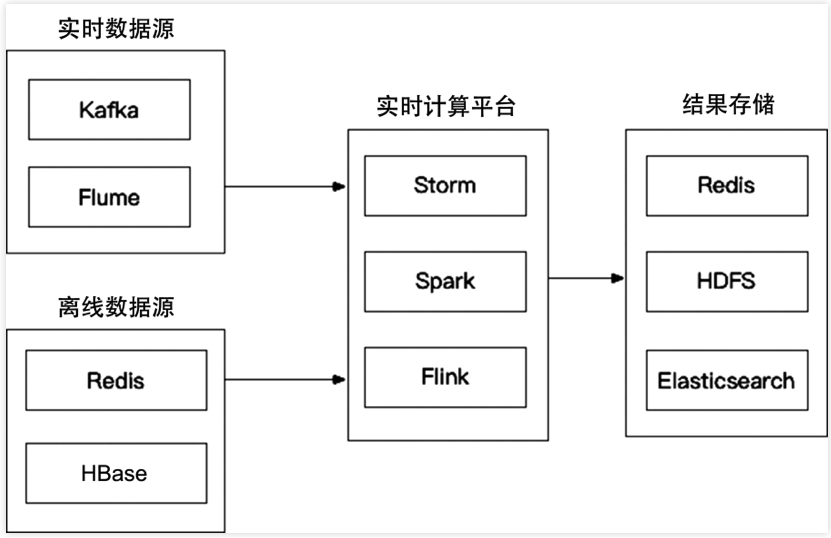 实时数据源
Kafka
Flume
离线数据源
Redis
HBase
实时计算平台
Storm
Spark
Flink
结果存储
Redis
HDFS
Elasticsearch